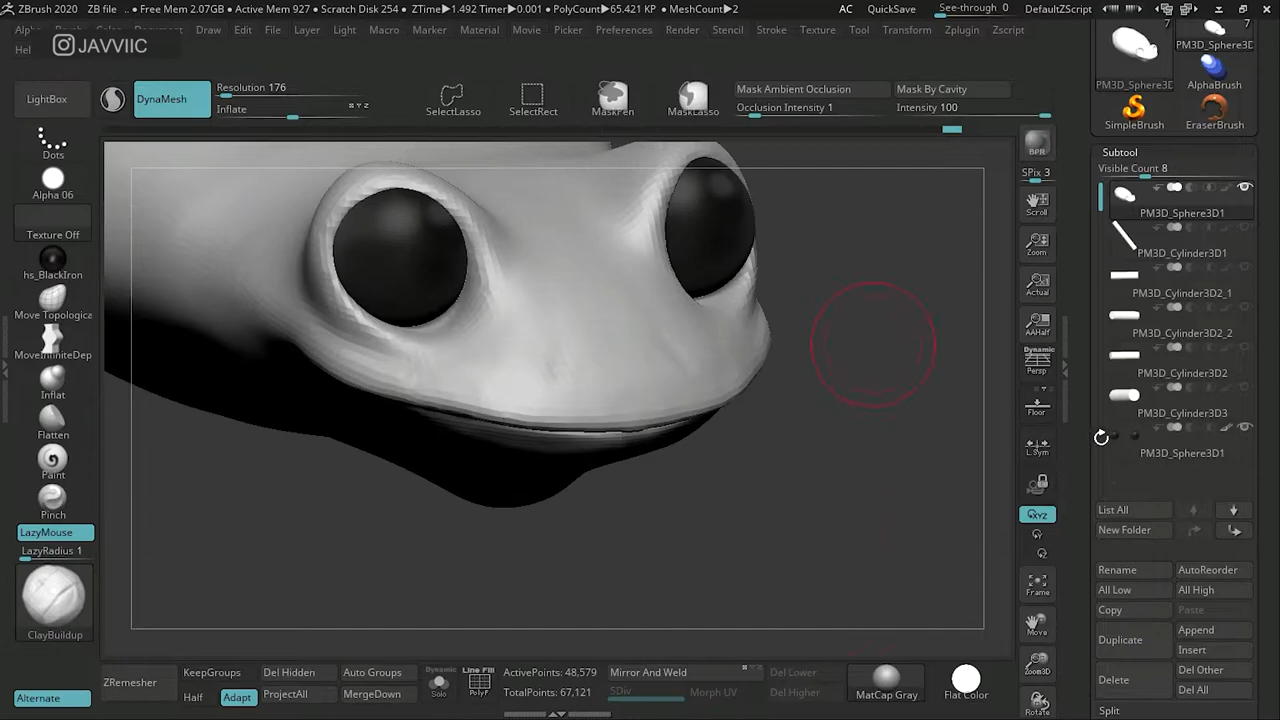 ZBrush 2020 ZB file • Free Mem 2.07GB • Active Mem 927 • Scratch Disk 254 • ZTime▸1.492 Timer▸0.001 • PolyCount▸65.421 KP • MeshCount▸2 AC QuickSave See-through 0 DefaultZScript
JAVVIIC
Draw Edit File Layer Light Macro Marker Material Movie Picker Preferences Render Stencil Stroke Texture Tool Transform Zplugin Zscript
Hel
LightBox
DynaMesh
Resolution 176
Inflate
SelectLasso
SelectRect
MaskPen
MaskLasso
Mask Ambient Occlusion
Occlusion Intensity 1
Mask By Cavity
Intensity 100
7
PM3D_Sphere3D
7
PM3D_Sphere3D
AlphaBrush
SimpleBrush
EraserBrush
Dots
Alpha 06
Texture Off
hs_BlackIron
Move Topologica
MoveInfiniteDep
Inflat
Flatten
Paint
Pinch
LazyMouse
LazyRadius 1
ClayBuildup
Alternate
BPR
SPix 3
Scroll
Zoom
Actual
AAHalf
Dynamic
Persp
Floor
L.Sym
XYZ
Frame
Move
Zoom3D
Rotate
Subtool
Visible Count 8
PM3D_Sphere3D1
PM3D_Cylinder3D1
PM3D_Cylinder3D2_1
PM3D_Cylinder3D2_2
PM3D_Cylinder3D2
PM3D_Cylinder3D3
PM3D_Sphere3D1
List All
New Folder
Rename AutoReorder
All Low All High
Copy Paste
Duplicate Append
Insert
Delete Del Other
Del All
Split
ZRemesher
KeepGroups
Half Adapt
Del Hidden
ProjectAll
Auto Groups
MergeDown
Dynamic
Solo
Line Fill
PolyF
ActivePoints: 48,579
TotalPoints: 67,121
Mirror And Weld
SDiv
Morph UV
Del Lower
Del Higher
MatCap Gray
Flat Color